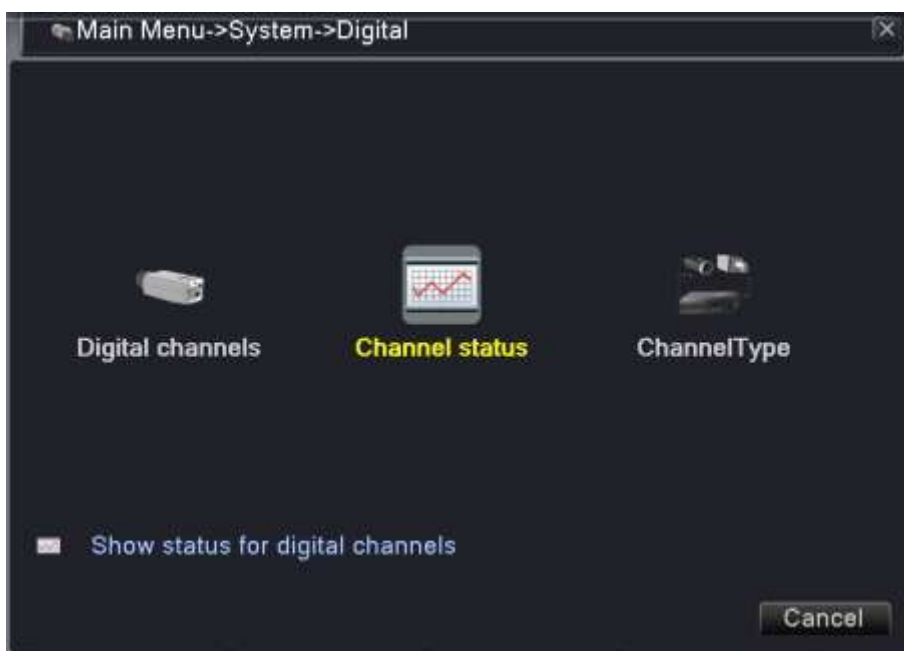 Main Menu->System->Digital
Digital channels
Channel status
ChannelType
Show status for digital channels
Cancel